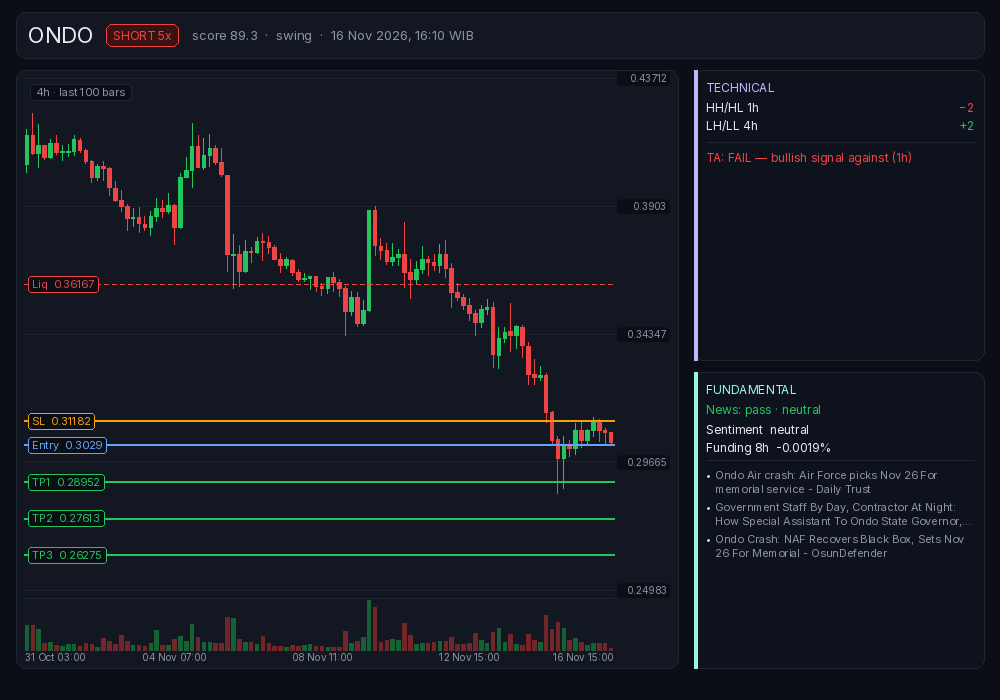 ONDO SHORT 5x score 89.3 · swing · 16 Nov 2026, 16:10 WIB
4h · last 100 bars
0.43712
0.3903
Liq 0.36167
0.34347
SL 0.31182
Entry 0.3029
0.29665
TP1 0.28952
TP2 0.27613
TP3 0.26275
0.24983
31 Oct 03:00 04 Nov 07:00 08 Nov 11:00 12 Nov 15:00 16 Nov 15:00
TECHNICAL
HH/HL 1h −2
LH/LL 4h +2
TA: FAIL — bullish signal against (1h)
FUNDAMENTAL
News: pass · neutral
Sentiment neutral
Funding 8h -0.0019%
• Ondo Air crash: Air Force picks Nov 26 For
memorial service - Daily Trust
• Government Staff By Day, Contractor At Night:
How Special Assistant To Ondo State Governor,…
• Ondo Crash: NAF Recovers Black Box, Sets Nov
26 For Memorial - OsunDefender